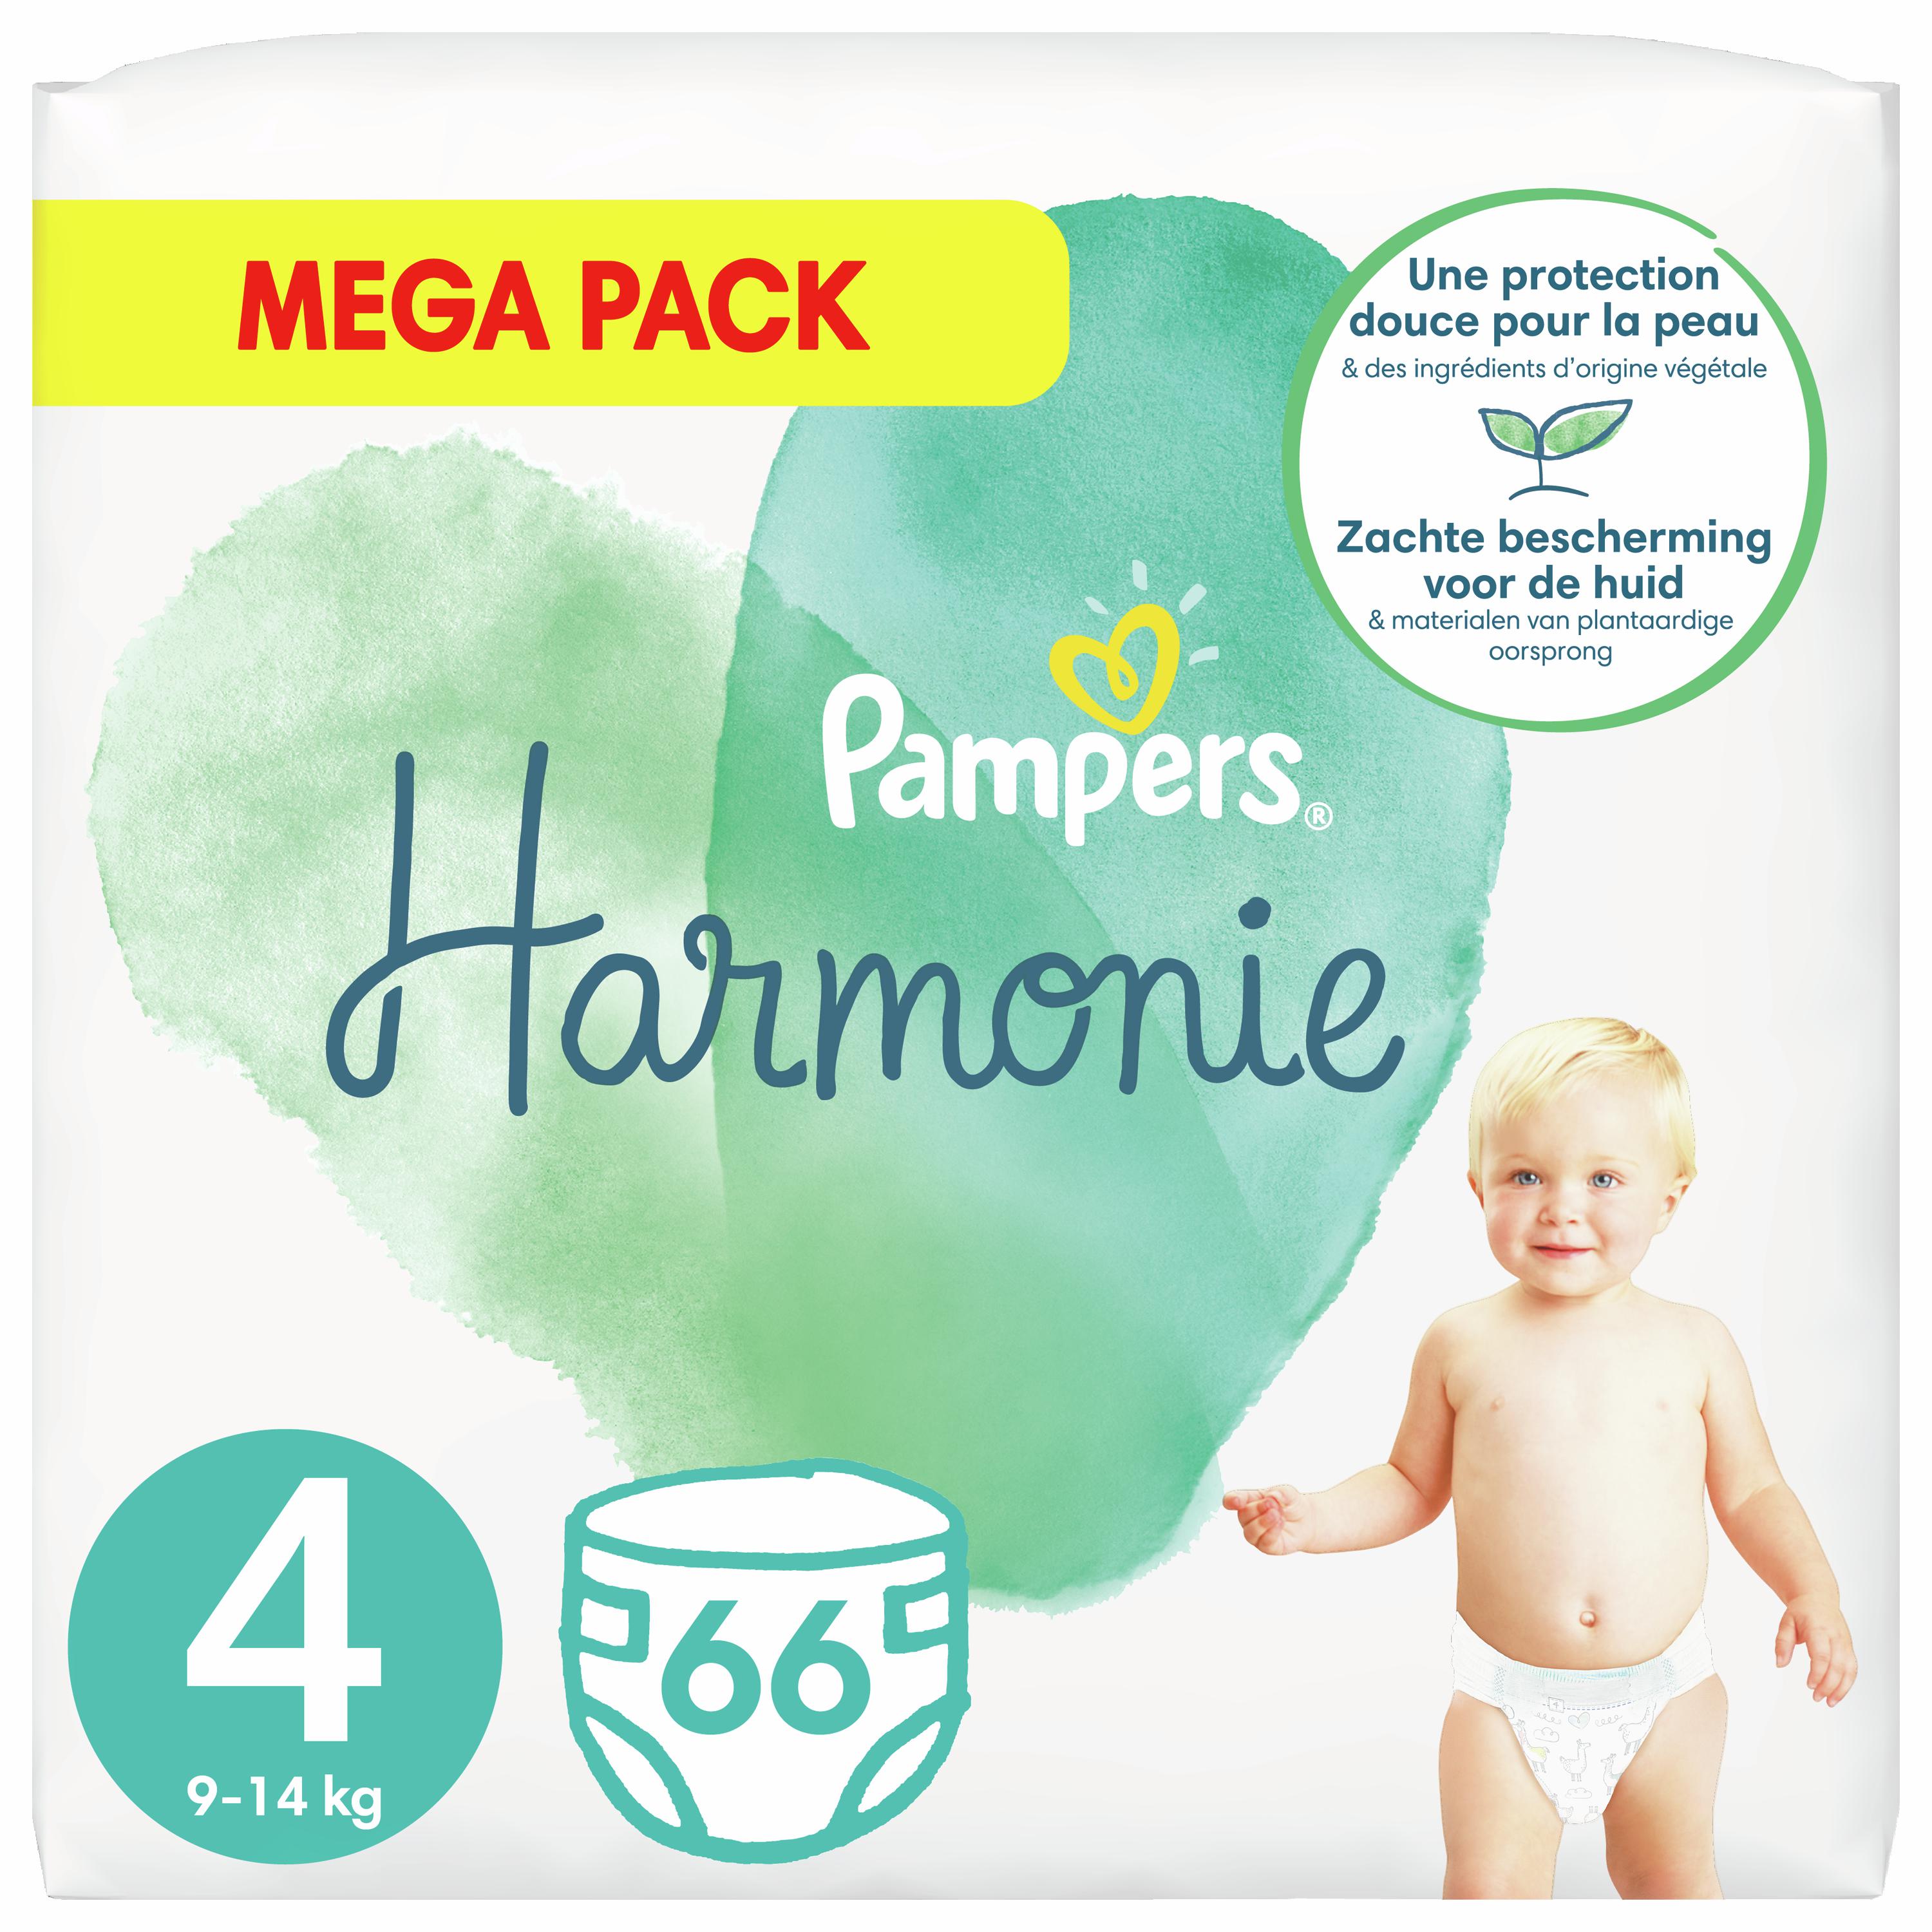 MEGA PACK
Une protection
douce pour la peau
& des ingrédients d'origine végétale
Zachte bescherming
voor de huid
& materialen van plantaardige
oorsprong
Pampers®
Harmonie
4
9-14 kg
66